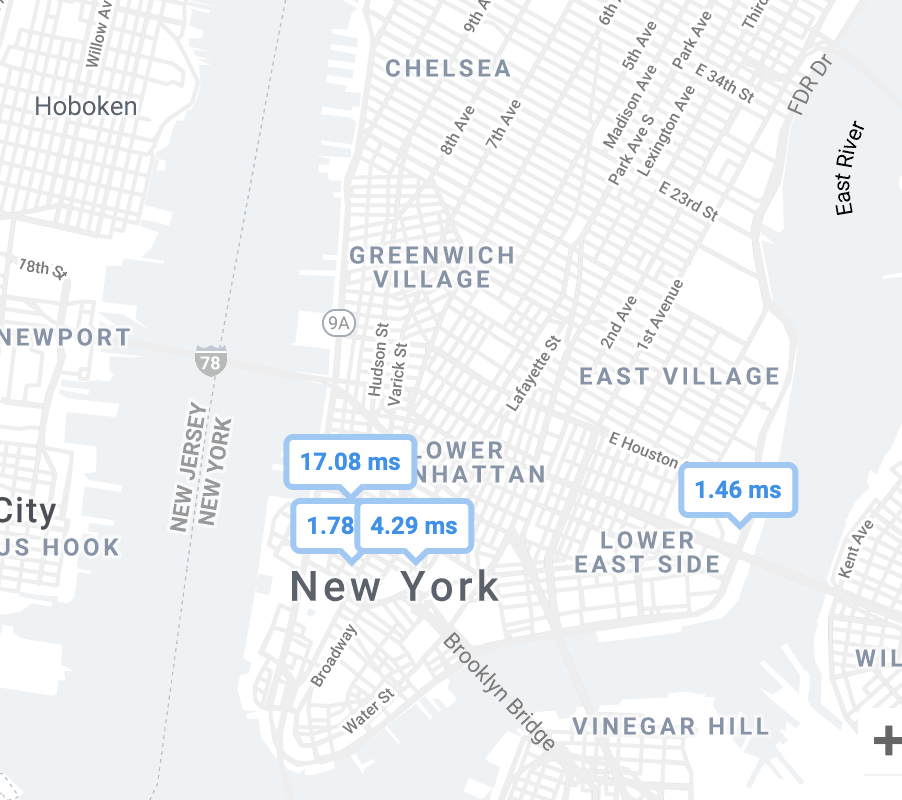 9th A
6th A
Third
Willow Av
5th Ave
Park Ave
CHELSEA
E 34th St
FDR Dr
Hoboken
Madison Ave
Lexington Ave
8th Ave
7th Ave
Park Ave S
East River
E 23rd St
GREENWICH
VILLAGE
18th St
9A
2nd Ave
1st Avenue
NEWPORT
78
Hudson St
Varick St
Lafayette St
EAST VILLAGE
NEW JERSEY
NEW YORK
E Houston
LOWER
NHATTAN
17.08 ms
1.46 ms
City
1.78
4.29 ms
US HOOK
LOWER
EAST SIDE
Kent Ave
New York
Broadway
Brooklyn Bridge
WIL
Water St
VINEGAR HILL
+